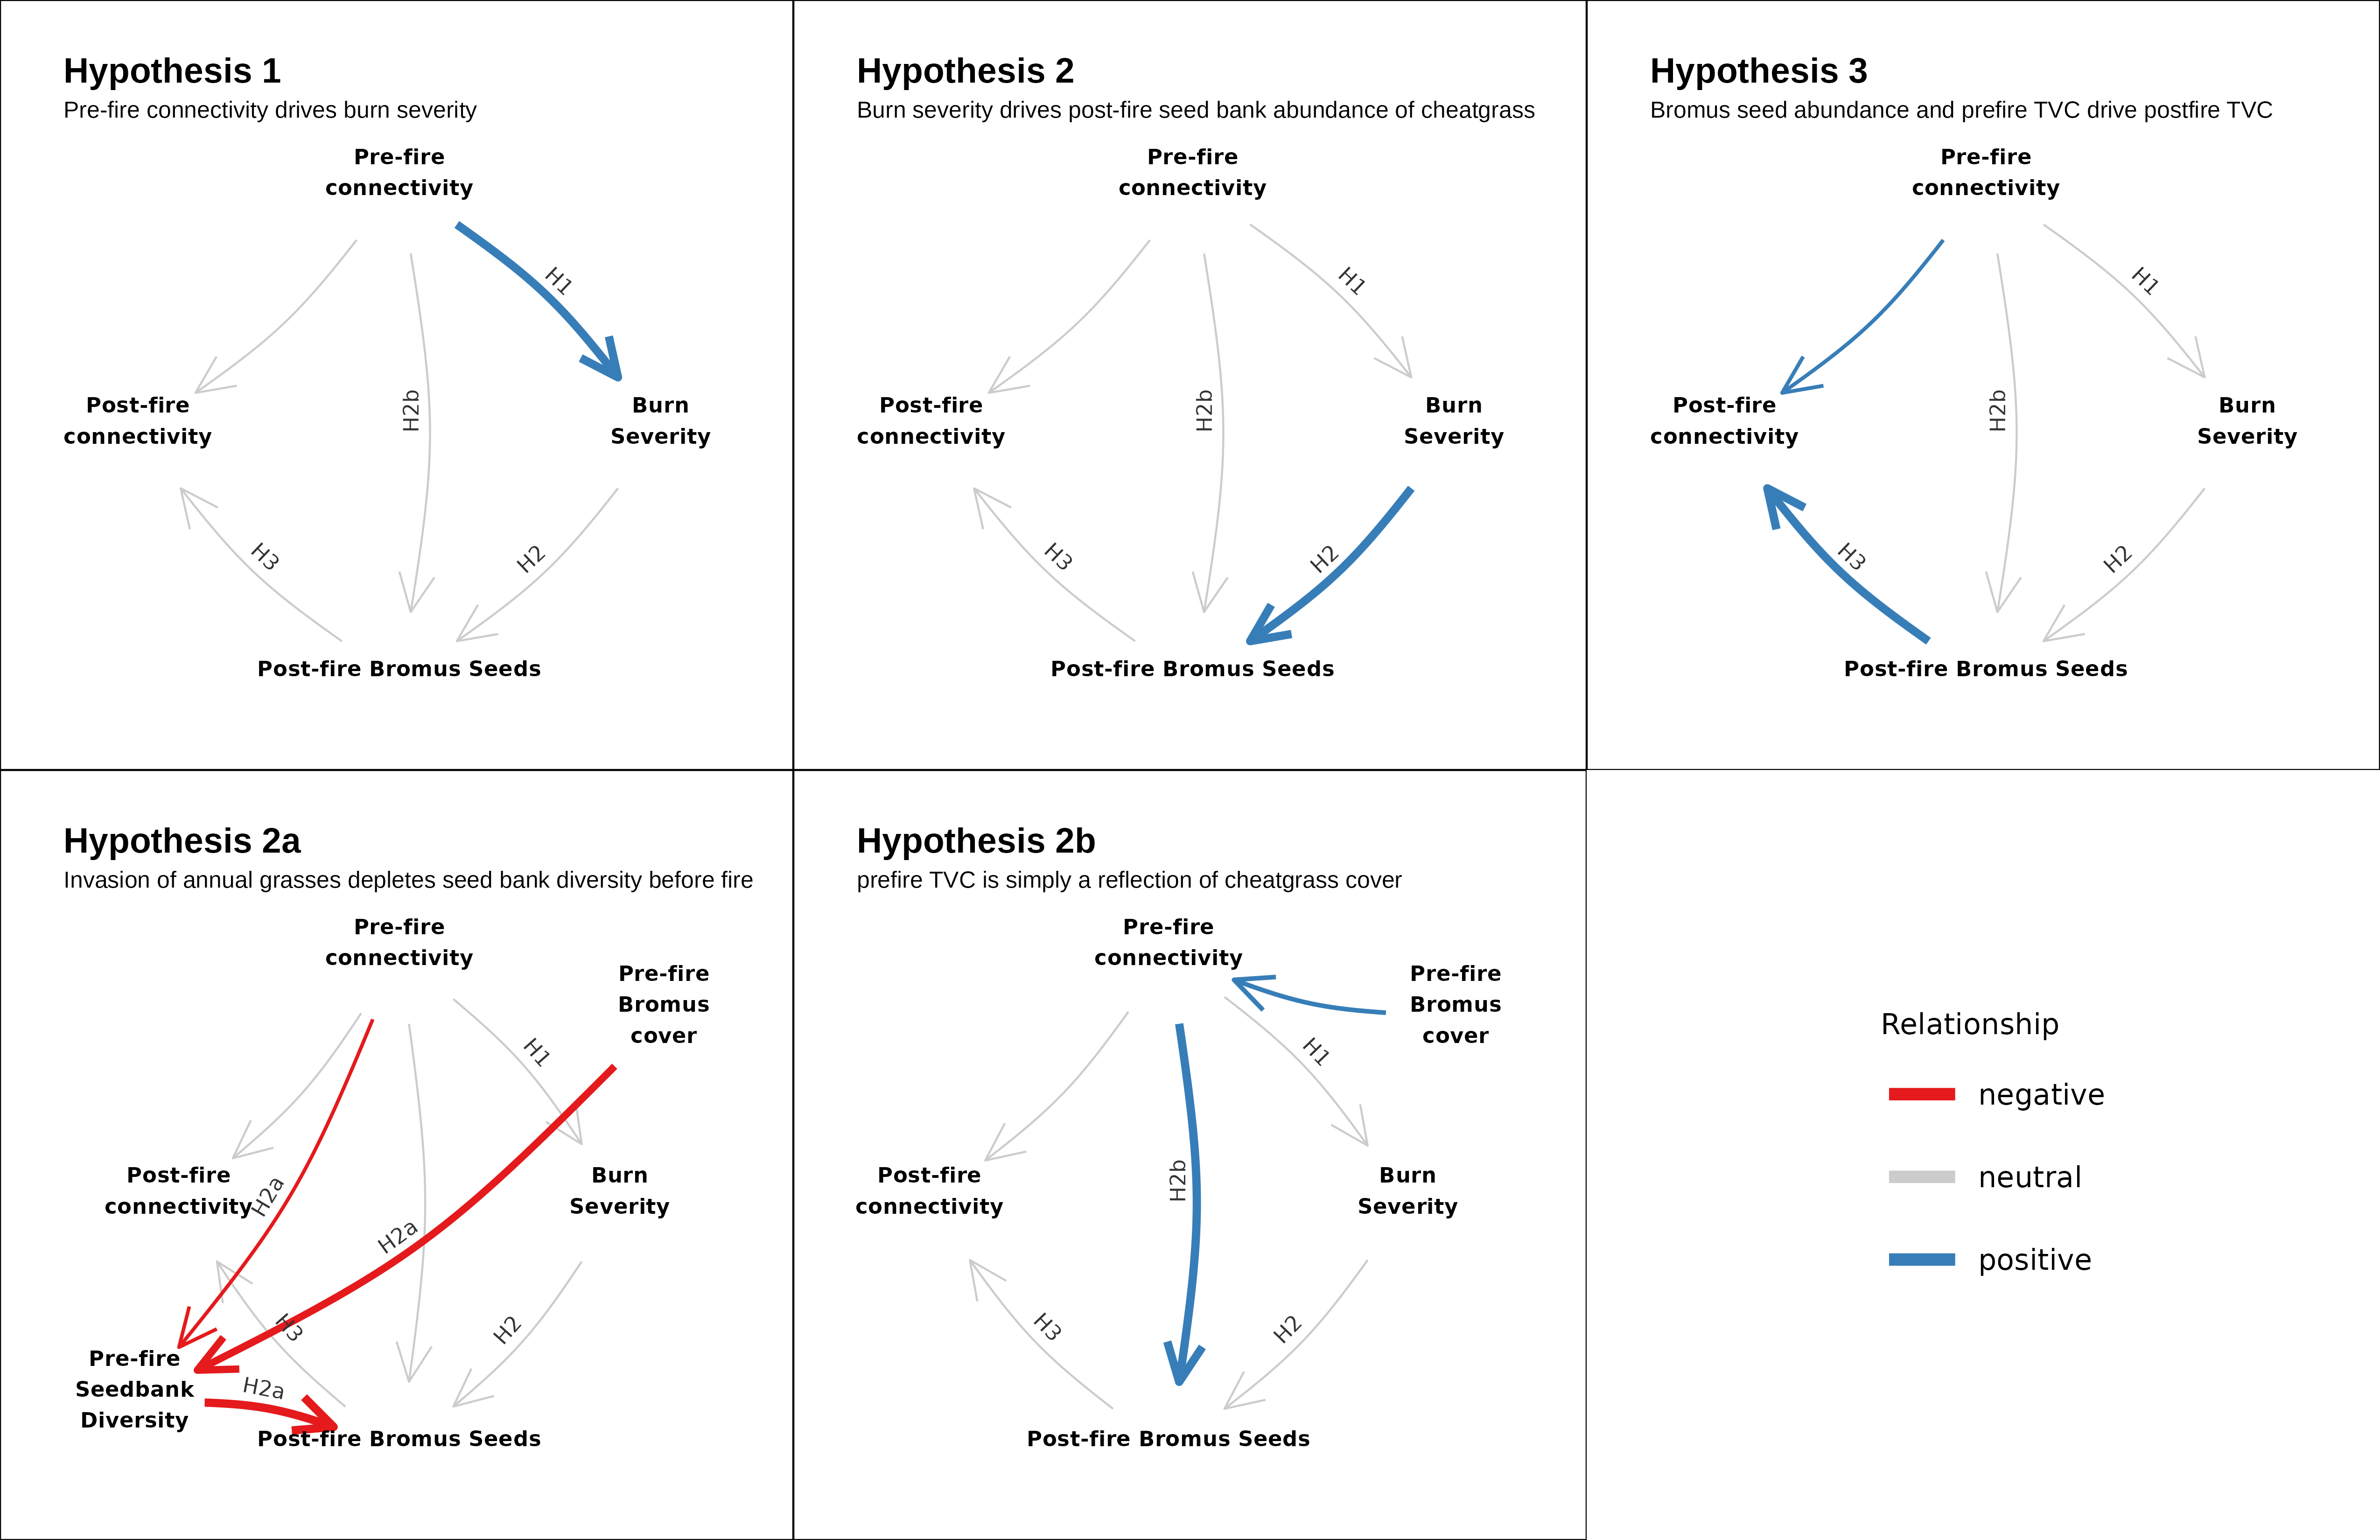 Hypothesis 1
Pre-fire connectivity drives burn severity
Pre-fire
connectivity
H1
Post-fire
connectivity
H2b
Burn
Severity
H3
H2
Post-fire Bromus Seeds
Hypothesis 2
Burn severity drives post-fire seed bank abundance of cheatgrass
Pre-fire
connectivity
H1
Post-fire
connectivity
H2b
Burn
Severity
H3
H2
Post-fire Bromus Seeds
Hypothesis 3
Bromus seed abundance and prefire TVC drive postfire TVC
Pre-fire
connectivity
H1
Post-fire
connectivity
H2b
Burn
Severity
H3
H2
Post-fire Bromus Seeds
Hypothesis 2a
Invasion of annual grasses depletes seed bank diversity before fire
Pre-fire
connectivity
Pre-fire
Bromus
cover
H1
Post-fire
connectivity
H2a
H2a
Burn
Severity
H3
H2
Pre-fire
Seedbank
Diversity
H2a
Post-fire Bromus Seeds
Hypothesis 2b
prefire TVC is simply a reflection of cheatgrass cover
Pre-fire
connectivity
Pre-fire
Bromus
cover
H1
Post-fire
connectivity
H2b
Burn
Severity
H3
H2
Post-fire Bromus Seeds
Relationship
negative
neutral
positive